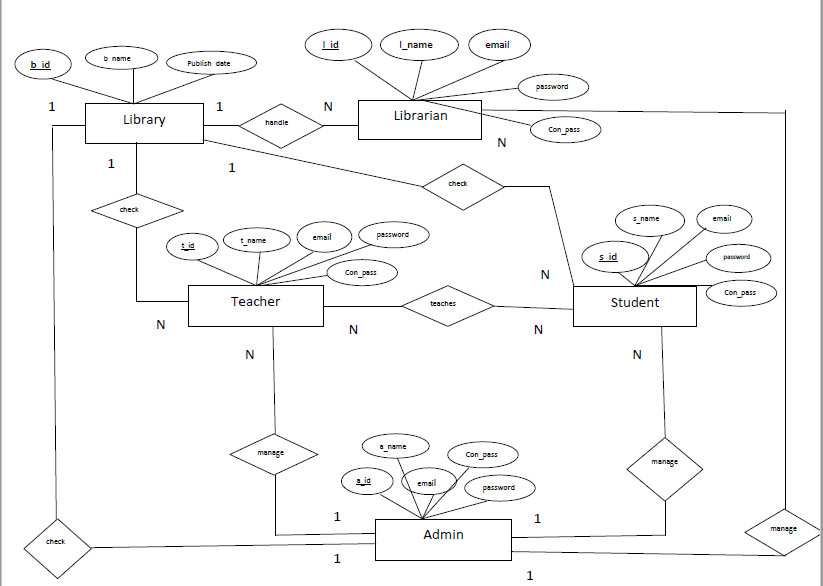 l_id
l_name
email
b_id
b_name
Publish date
password
1
1
N
Library
handle
Librarian
Con_pass
N
1
1
check
check
s_name
email
t_id
t_name
email
password
s_id
password
Con_pass
N
Con_pass
Teacher
teaches
Student
N
N
N
N
N
a_name
manage
Con_pass
manage
a_id
email
password
1
1
Admin
manage
check
1
1